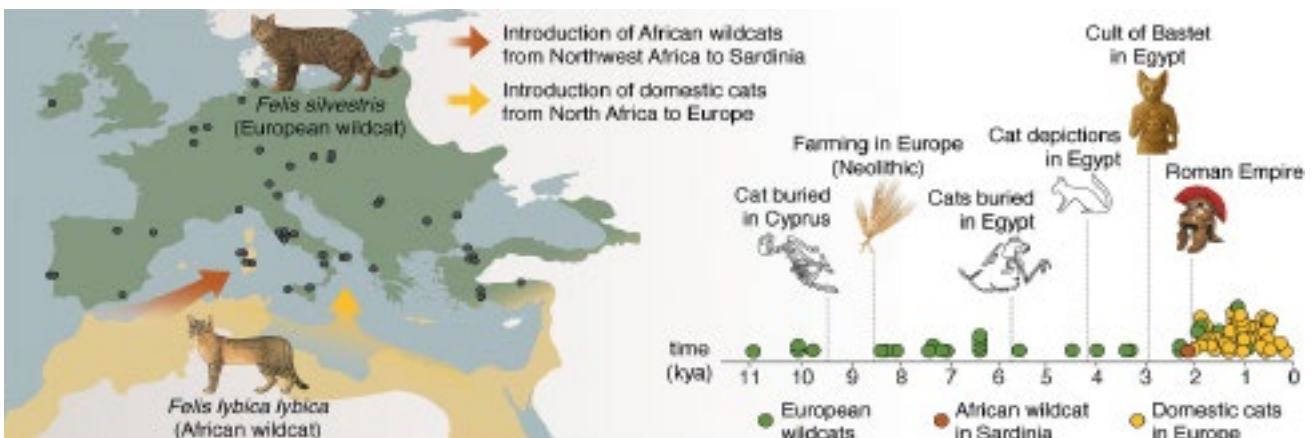 Introduction of African wildcats
from Northwest Africa to Sardinia
Introduction of domestic cats
from North Africa to Europe
Felis silvestris
(European wildcat)
Felis lybica lybica
(African wildcat)
Cult of Bastet
in Egypt
Cat depictions
in Egypt
Farming in Europe
(Neolithic)
Roman Empire
Cat buried
in Cyprus
Cats buried
in Egypt
time
(kya)
11 10 9 8 7 6 5 4 3 2 1 0
European
wildcats
African wildcat
in Sardinia
Domestic cats
in Europe